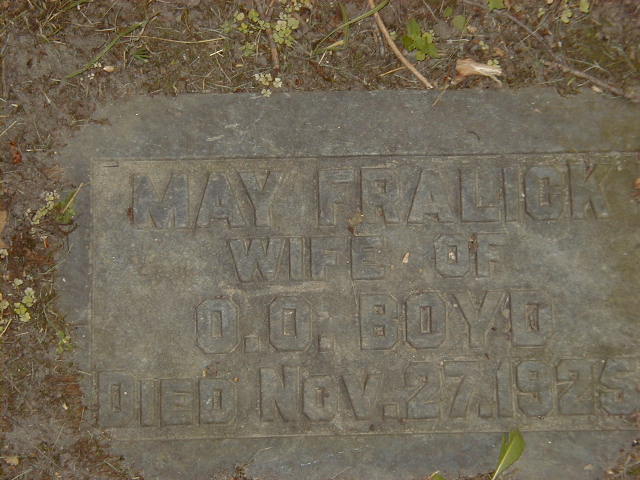 MAY FRALICK
WIFE OF
O.O. BOYD
DIED NOV. 27. 1925